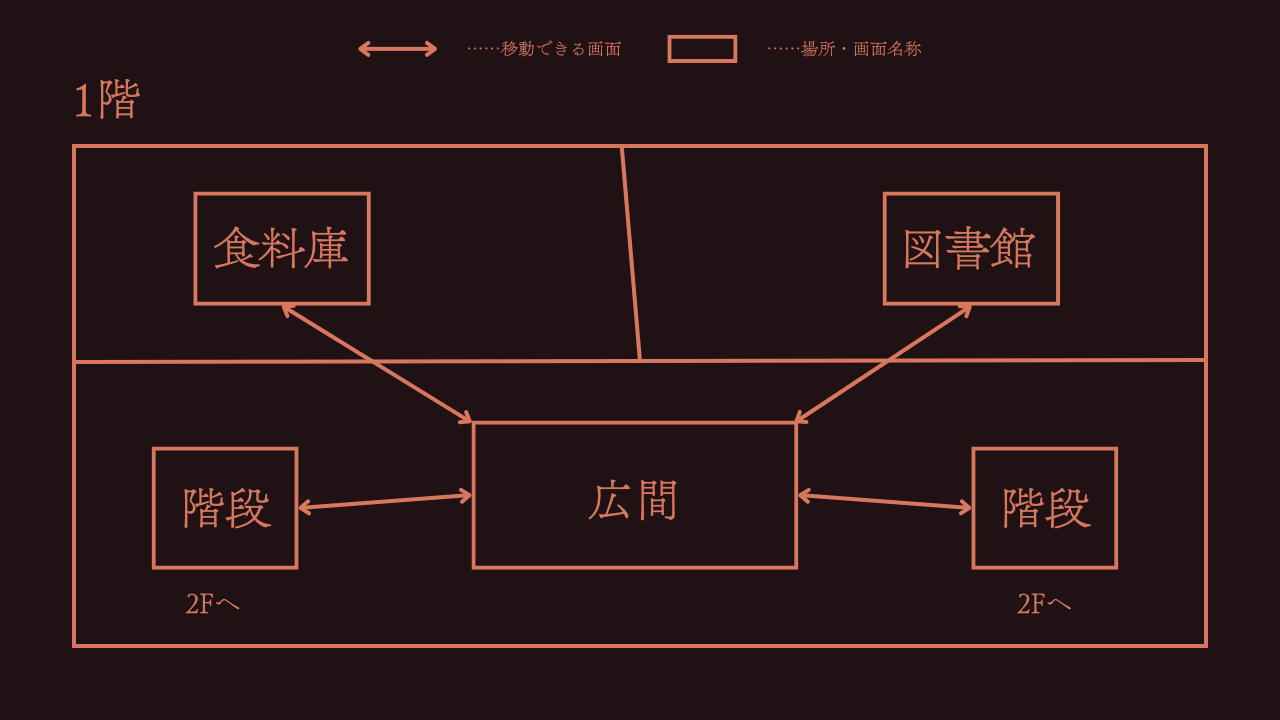 ……移動できる画面
……場所・画面名称
1階
食料庫
図書館
階段
広間
階段
2Fへ
2Fへ